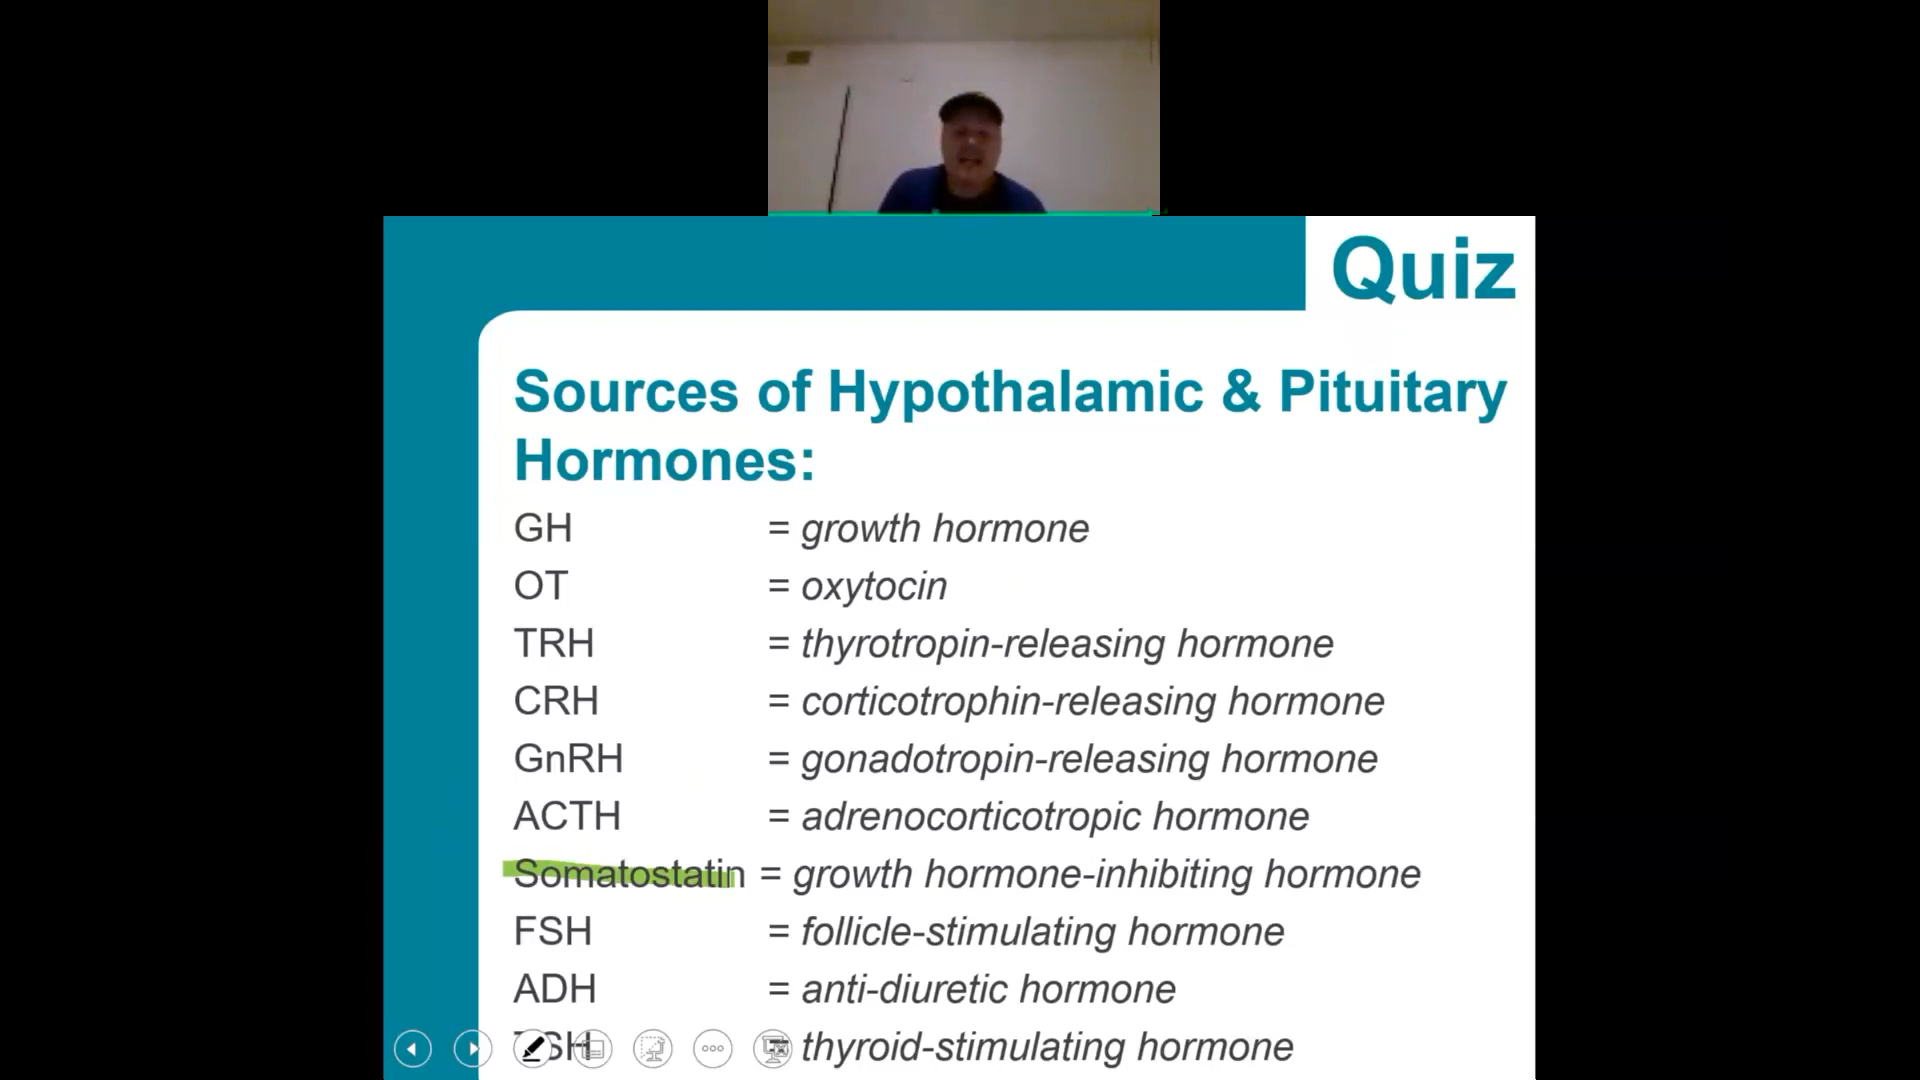 Quiz
Sources of Hypothalamic & Pituitary
Hormones:
GH = growth hormone
OT = oxytocin
TRH = thyrotropin-releasing hormone
CRH = corticotrophin-releasing hormone
GnRH = gonadotropin-releasing hormone
ACTH = adrenocorticotropic hormone
Somatostatin = growth hormone-inhibiting hormone
FSH = follicle-stimulating hormone
ADH = anti-diuretic hormone
TSH = thyroid-stimulating hormone